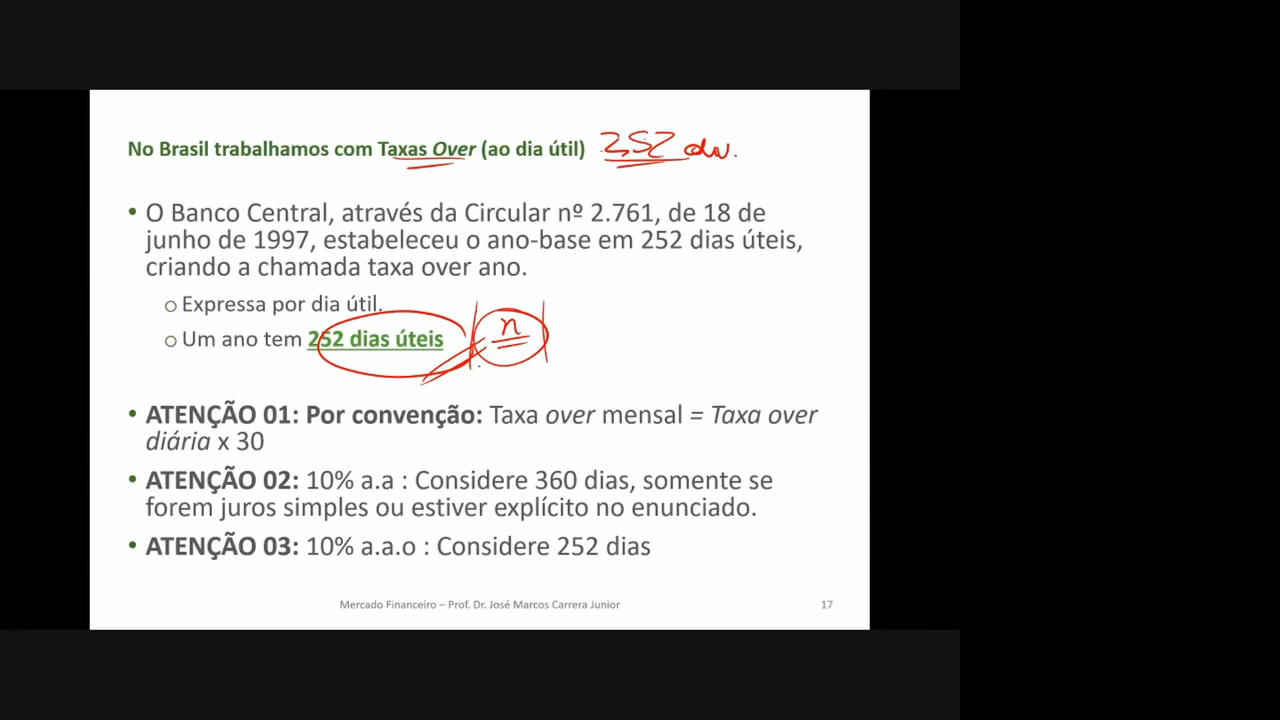 No Brasil trabalhamos com Taxas Over (ao dia útil) 252 du.
• O Banco Central, através da Circular nº 2.761, de 18 de
junho de 1997, estabeleceu o ano-base em 252 dias úteis,
criando a chamada taxa over ano.
o Expressa por dia útil.
o Um ano tem 252 dias úteis n
• ATENÇÃO 01: Por convenção: Taxa over mensal = Taxa over
diária x 30
• ATENÇÃO 02: 10% a.a : Considere 360 dias, somente se
forem juros simples ou estiver explícito no enunciado.
• ATENÇÃO 03: 10% a.a.o : Considere 252 dias
Mercado Financeiro – Prof. Dr. José Marcos Carrera Junior 17